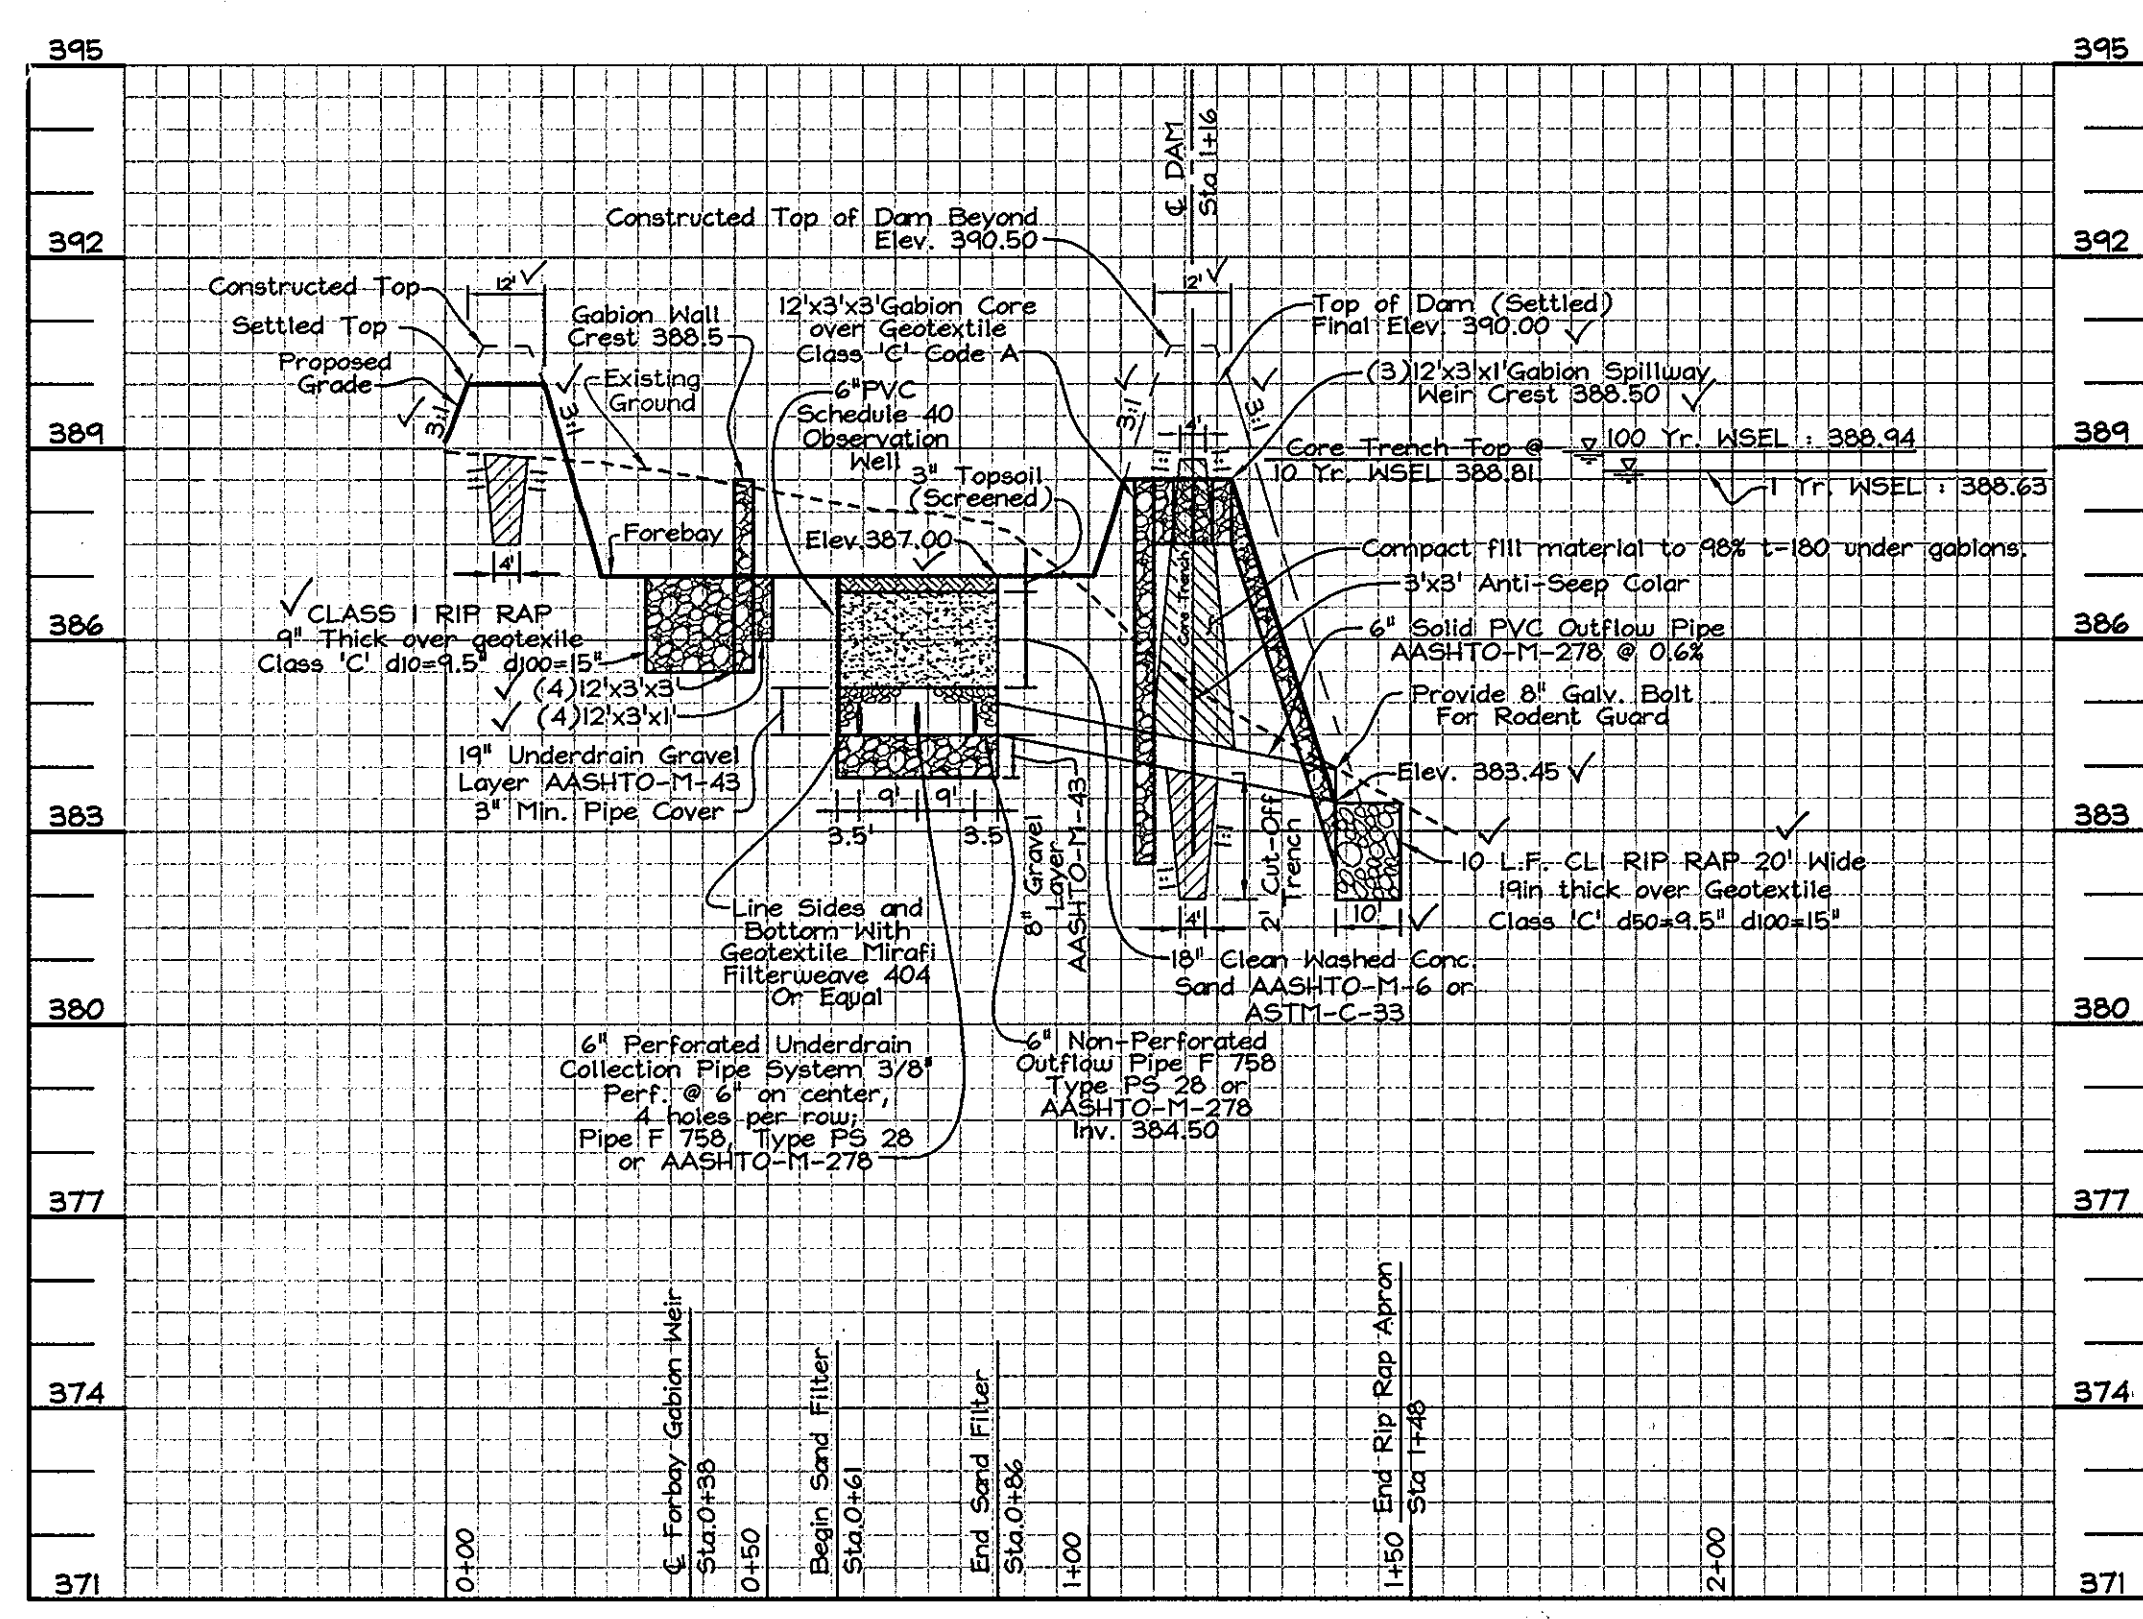 395
392
389
386
383
380
377
374
371
395
392
389
386
383
380
377
374
371
₵ DAM
Sta 1+16
Constructed Top of Dam Beyond
Elev. 390.50
Constructed Top
Settled Top
Proposed
Grade
3:1
12'
3:1
Gabion Wall
Crest 388.5
Existing
Ground
12'x3'x3' Gabion Core
over Geotextile
Class 'C' Code A
6" PVC
Schedule 40
Observation
Well
3" Topsoil
(Screened)
12'
Top of Dam (Settled)
Final Elev. 390.00
(3)12'x3'x1' Gabion Spillway
Weir Crest 388.50
3:1
3:1
4'
1:1
1:1
Core Trench Top @
10 Yr. WSEL 388.81
100 Yr. WSEL : 388.94
1 Yr. WSEL : 388.63
Forebay
Elev. 387.00
4'
Core Trench
Compact fill material to 98% t-180 under gabions.
3'x3' Anti-Seep Colar
6" Solid PVC Outflow Pipe
AASHTO-M-278 @ 0.6%
Provide 8" Galv. Bolt
For Rodent Guard
Elev. 383.45
CLASS 1 RIP RAP
9" Thick over geotexile
Class 'C' d10=9.5" d100=15"
(4)12'x3'x3'
(4)12'x3'x1'
19" Underdrain Gravel
Layer AASHTO-M-43
3" Min. Pipe Cover
9'
9'
3.5'
3.5
8" Gravel
Layer
AASHTO-M-43
1:1
1:1
4'
2' Cut-Off
Trench
10'
10 L.F. CL1 RIP RAP 20' Wide
19in thick over Geotextile
Class 'C' d50=9.5" d100=15"
Line Sides and
Bottom With
Geotextile Mirafi
Filterweave 404
Or Equal
18" Clean Washed Conc.
Sand AASHTO-M-6 or
ASTM-C-33
6" Perforated Underdrain
Collection Pipe System 3/8"
Perf. @ 6" on center,
4 holes per row;
Pipe F 758, Type PS 28
or AASHTO-M-278
6" Non-Perforated
Outflow Pipe F 758
Type PS 28 or
AASHTO-M-278
Inv. 384.50
0+00
₵ Forbay Gabion Weir
Sta.0+38
0+50
Begin Sand Filter
Sta.0+61
End Sand Filter
Sta.0+86
1+00
1+50
End Rip Rap Apron
Sta 1+48
2+00